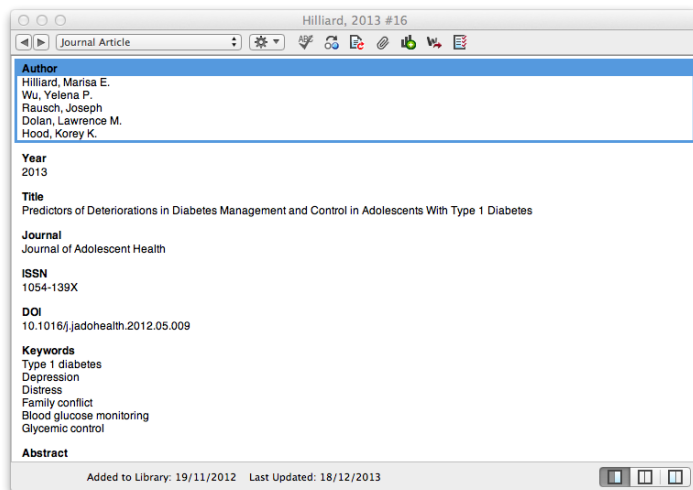 Hilliard, 2013 #16
Journal Article
ABC
Author
Hilliard, Marisa E.
Wu, Yelena P.
Rausch, Joseph
Dolan, Lawrence M.
Hood, Korey K.
Year
2013
Title
Predictors of Deteriorations in Diabetes Management and Control in Adolescents With Type 1 Diabetes
Journal
Journal of Adolescent Health
ISSN
1054-139X
DOI
10.1016/j.jadohealth.2012.05.009
Keywords
Type 1 diabetes
Depression
Distress
Family conflict
Blood glucose monitoring
Glycemic control
Abstract
Added to Library: 19/11/2012 Last Updated: 18/12/2013